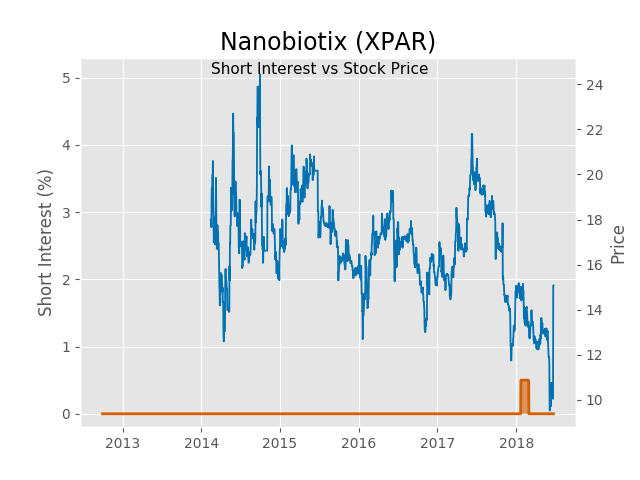 Nanobiotix (XPAR)
Short Interest vs Stock Price
Short Interest (%)
5
4
3
2
1
0
24
22
20
18
16
14
12
10
Price
2013 2014 2015 2016 2017 2018